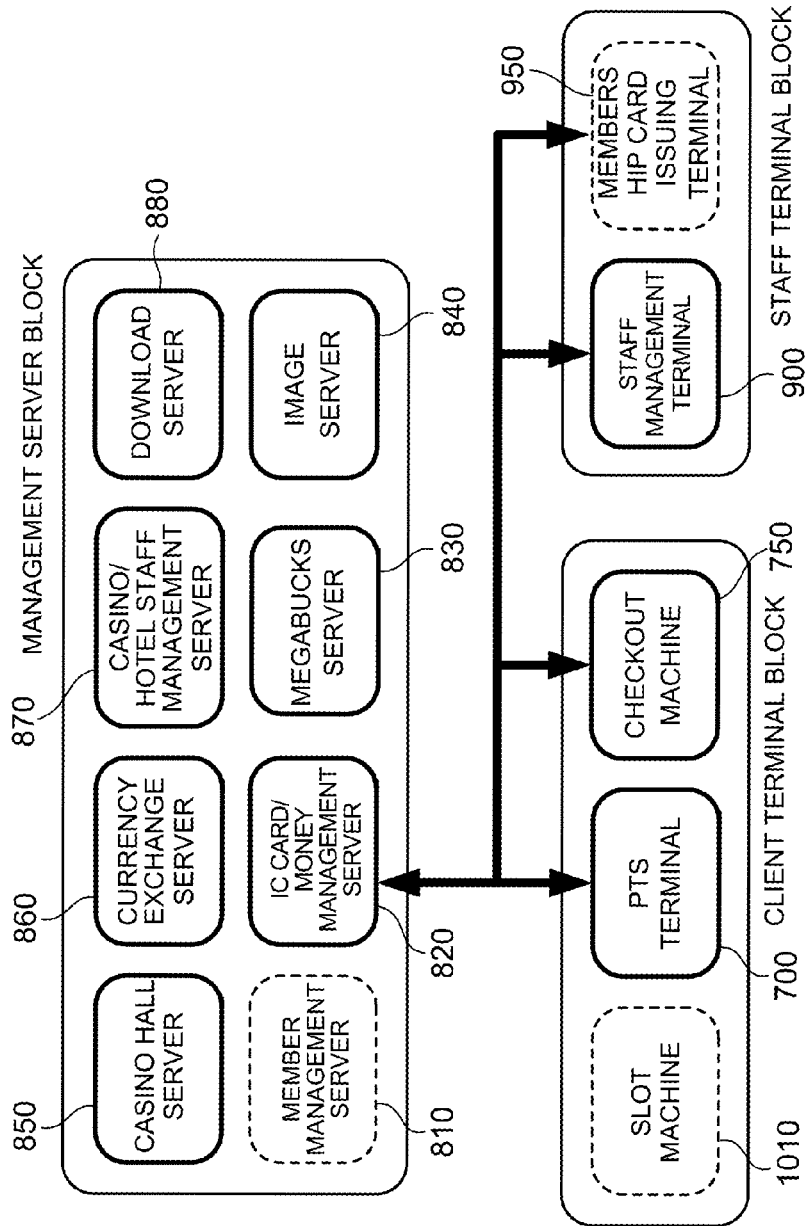 MANAGEMENT SERVER BLOCK
850
CASINO HALL
SERVER
860
CURRENCY
EXCHANGE
SERVER
870
CASINO/
HOTEL STAFF
MANAGEMENT
SERVER
DOWNLOAD
SERVER
880
MEMBER
MANAGEMENT
SERVER
810
IC CARD/
MONEY
MANAGEMENT
SERVER
820
MEGABUCKS
SERVER
830
IMAGE
SERVER
840
SLOT
MACHINE
1010
PTS
TERMINAL
700
CHECKOUT
MACHINE
750
CLIENT TERMINAL BLOCK
STAFF
MANAGEMENT
TERMINAL
900
MEMBERS
HIP CARD
ISSUING
TERMINAL
950
STAFF TERMINAL BLOCK